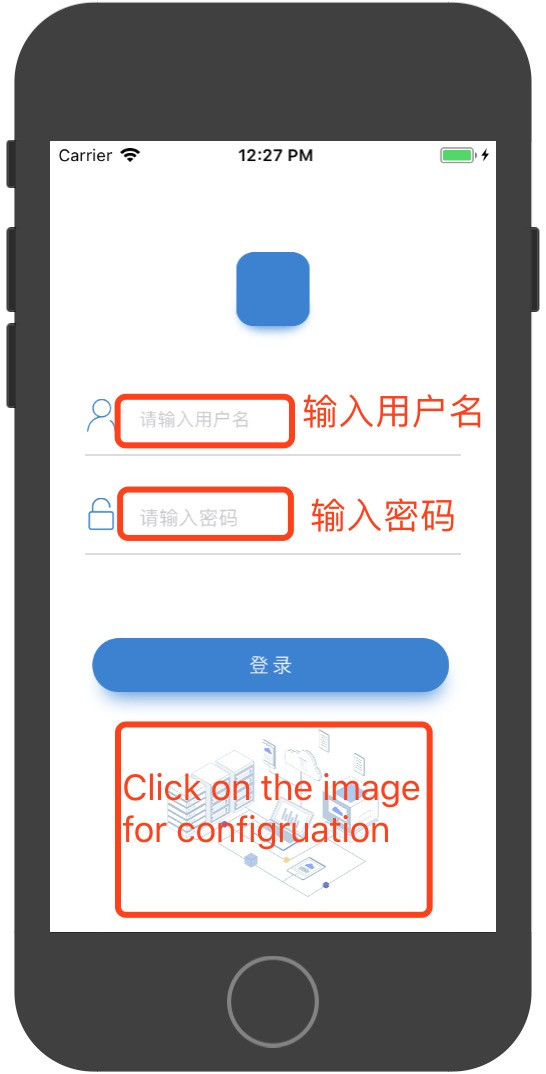 Carrier 12:27 PM
请输入用户名 输入用户名
请输入密码 输入密码
登录
Click on the image
for configruation